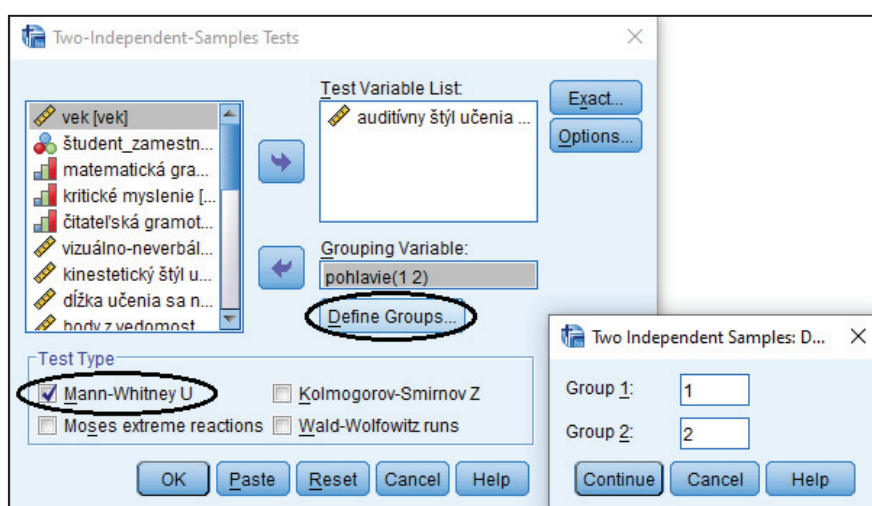 Two-Independent-Samples Tests
Test Variable List:
vek [vek]
študent_zamestn...
matematická gra...
kritické myslenie [...
čitateľská gramot...
vizuálno-neverbál...
kinestetický štýl u...
dĺžka učenia sa n...
body z vedomost
auditívny štýl učenia ...
Exact...
Options...
Grouping Variable:
pohlavie(1 2)
Define Groups...
Test Type
Mann-Whitney U
Kolmogorov-Smirnov Z
Moses extreme reactions
Wald-Wolfowitz runs
OK
Paste
Reset
Cancel
Help
Two Independent Samples: D...
Group 1:
1
Group 2:
2
Continue
Cancel
Help